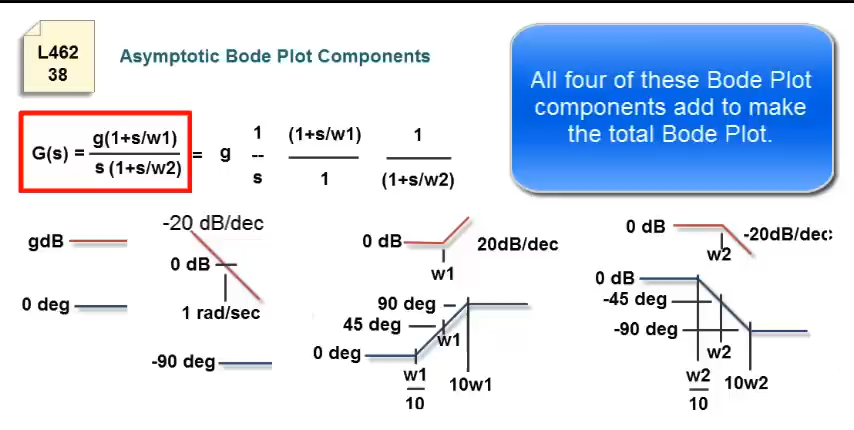 L462
38
Asymptotic Bode Plot Components
All four of these Bode Plot
components add to make
the total Bode Plot.
G(s) = g(1+s/w1) / s (1+s/w2) = g 1 -- s (1+s/w1) 1 1 (1+s/w2)
gdB
0 deg
-20 dB/dec
0 dB
1 rad/sec
-90 deg
0 dB
20dB/dec
w1
90 deg
45 deg
w1
0 deg
w1
10
10w1
0 dB
-20dB/dec
w2
0 dB
-45 deg
-90 deg
w2
w2
10
10w2